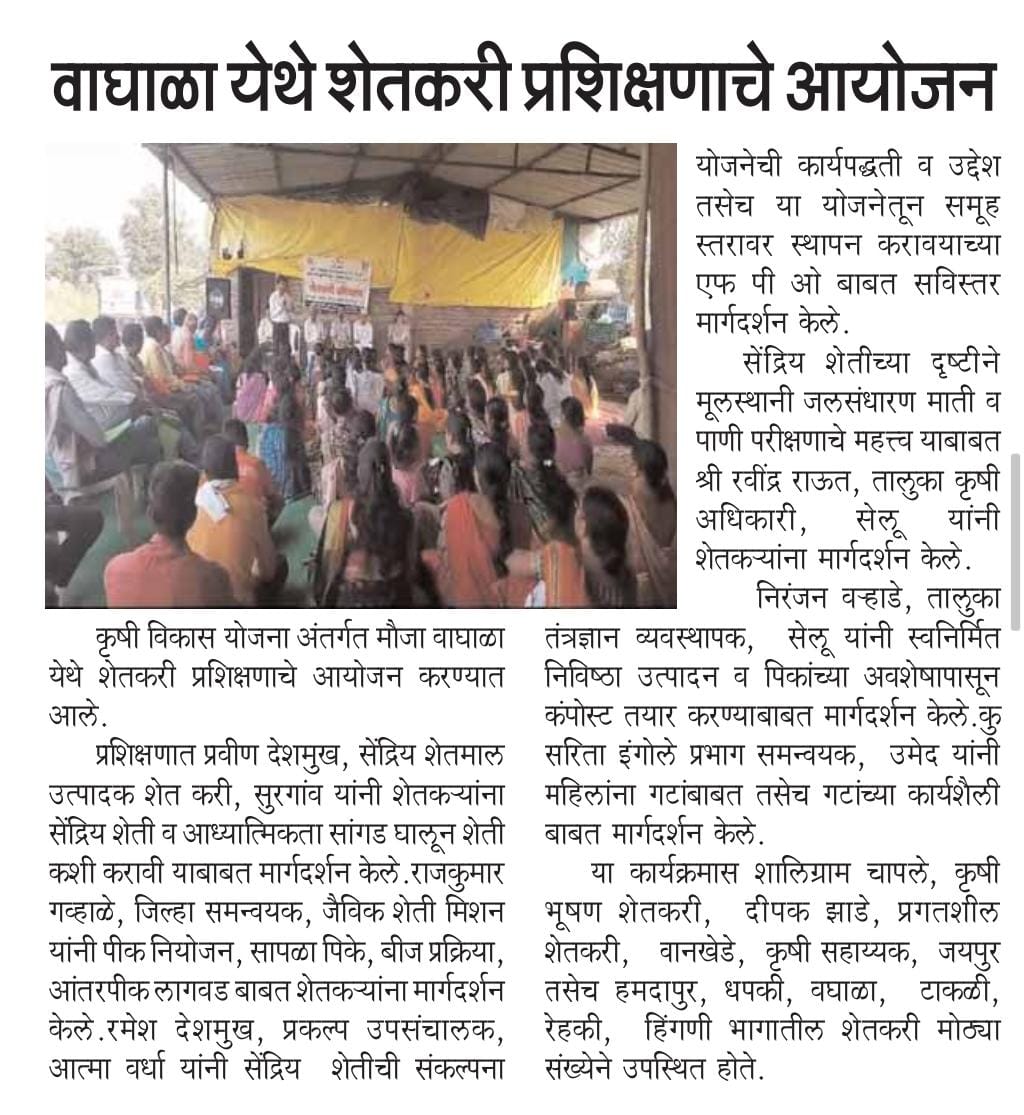 वाघाळा येथे शेतकरी प्रशिक्षणाचे आयोजन
कृषी विकास योजना अंतर्गत मौजा वाघाळा
येथे शेतकरी प्रशिक्षणाचे आयोजन करण्यात
आले.
प्रशिक्षणात प्रवीण देशमुख, सेंद्रिय शेतमाल
उत्पादक शेत करी, सुरगांव यांनी शेतकऱ्यांना
सेंद्रिय शेती व आध्यात्मिकता सांगड घालून शेती
कशी करावी याबाबत मार्गदर्शन केले.राजकुमार
गव्हाळे, जिल्हा समन्वयक, जैविक शेती मिशन
यांनी पीक नियोजन, सापळा पिके, बीज प्रक्रिया,
आंतरपीक लागवड बाबत शेतकऱ्यांना मार्गदर्शन
केले.रमेश देशमुख, प्रकल्प उपसंचालक,
आत्मा वर्धा यांनी सेंद्रिय शेतीची संकल्पना
योजनेची कार्यपद्धती व उद्देश
तसेच या योजनेतून समूह
स्तरावर स्थापन करावयाच्या
एफ पी ओ बाबत सविस्तर
मार्गदर्शन केले.
सेंद्रिय शेतीच्या दृष्टीने
मूलस्थानी जलसंधारण माती व
पाणी परीक्षणाचे महत्त्व याबाबत
श्री रवींद्र राऊत, तालुका कृषी
अधिकारी, सेलू यांनी
शेतकऱ्यांना मार्गदर्शन केले.
निरंजन वऱ्हाडे, तालुका
तंत्रज्ञान व्यवस्थापक, सेलू यांनी स्वनिर्मित
निविष्ठा उत्पादन व पिकांच्या अवशेषापासून
कंपोस्ट तयार करण्याबाबत मार्गदर्शन केले.कु
सरिता इंगोले प्रभाग समन्वयक, उमेद यांनी
महिलांना गटांबाबत तसेच गटांच्या कार्यशैली
बाबत मार्गदर्शन केले.
या कार्यक्रमास शालिग्राम चापले, कृषी
भूषण शेतकरी, दीपक झाडे, प्रगतशील
शेतकरी, वानखेडे, कृषी सहाय्यक, जयपुर
तसेच हमदापुर, धपकी, वघाळा, टाकळी,
रेहकी, हिंगणी भागातील शेतकरी मोठ्या
संख्येने उपस्थित होते.